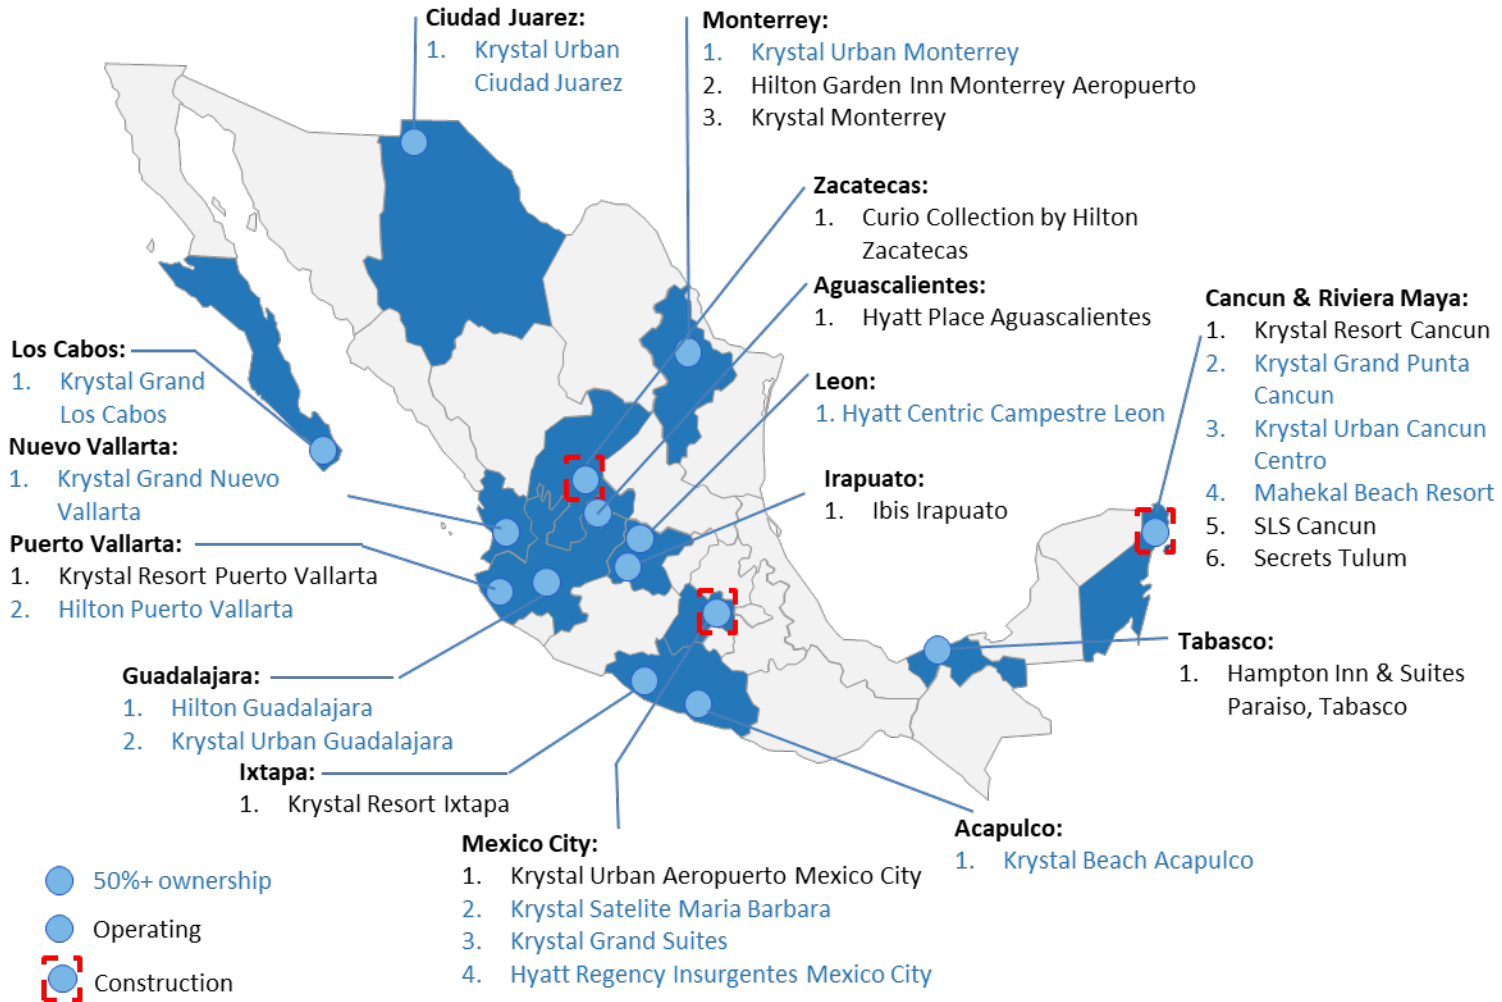 Ciudad Juarez:
1. Krystal Urban
Ciudad Juarez
Monterrey:
1. Krystal Urban Monterrey
2. Hilton Garden Inn Monterrey Aeropuerto
3. Krystal Monterrey
Zacatecas:
1. Curio Collection by Hilton
Zacatecas
Aguascalientes:
1. Hyatt Place Aguascalientes
Leon:
1. Hyatt Centric Campestre Leon
Irapuato:
1. Ibis Irapuato
Cancun & Riviera Maya:
1. Krystal Resort Cancun
2. Krystal Grand Punta
Cancun
3. Krystal Urban Cancun
Centro
4. Mahekal Beach Resort
5. SLS Cancun
6. Secrets Tulum
Tabasco:
1. Hampton Inn & Suites
Paraiso, Tabasco
Los Cabos:
1. Krystal Grand
Los Cabos
Nuevo Vallarta:
1. Krystal Grand Nuevo
Vallarta
Puerto Vallarta:
1. Krystal Resort Puerto Vallarta
2. Hilton Puerto Vallarta
Guadalajara:
1. Hilton Guadalajara
2. Krystal Urban Guadalajara
Ixtapa:
1. Krystal Resort Ixtapa
Mexico City:
1. Krystal Urban Aeropuerto Mexico City
2. Krystal Satelite Maria Barbara
3. Krystal Grand Suites
4. Hyatt Regency Insurgentes Mexico City
Acapulco:
1. Krystal Beach Acapulco
50%+ ownership
Operating
Construction